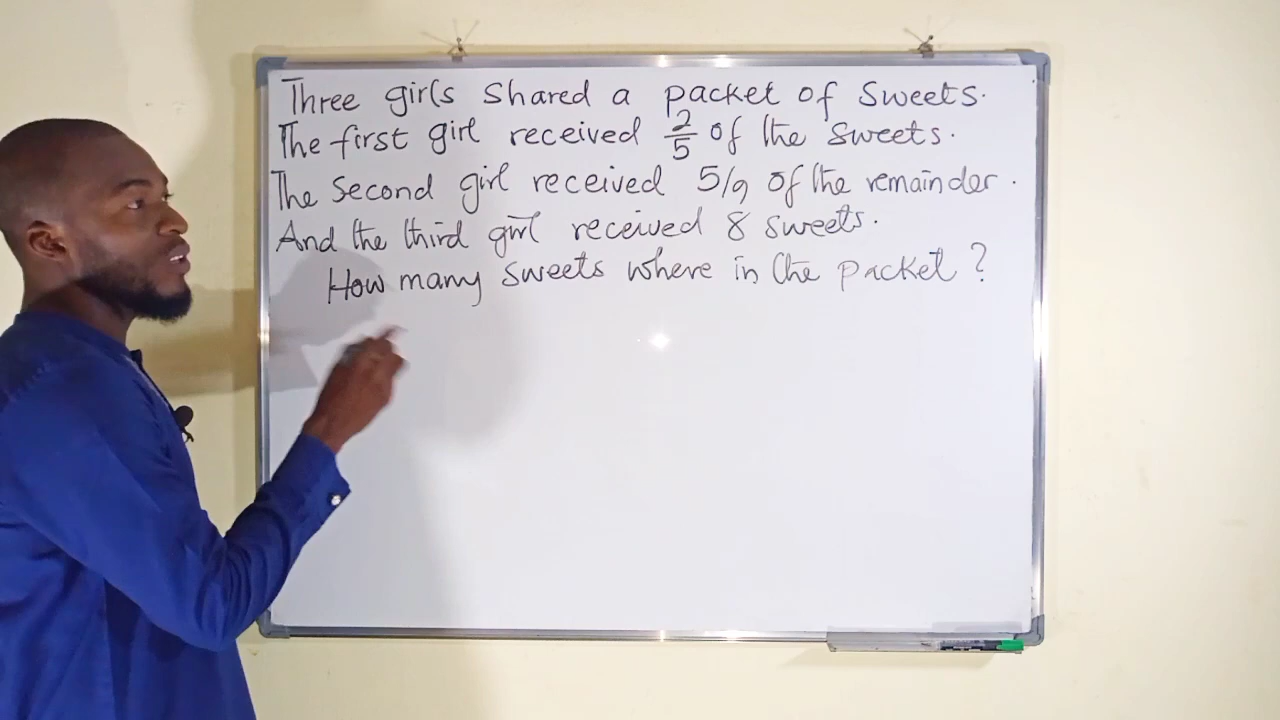 Three girls shared a packet of sweets.
The first girl received 2/5 of the sweets.
The second girl received 5/9 of the remainder.
And the third girl received 8 sweets.
How many sweets where in the packet?